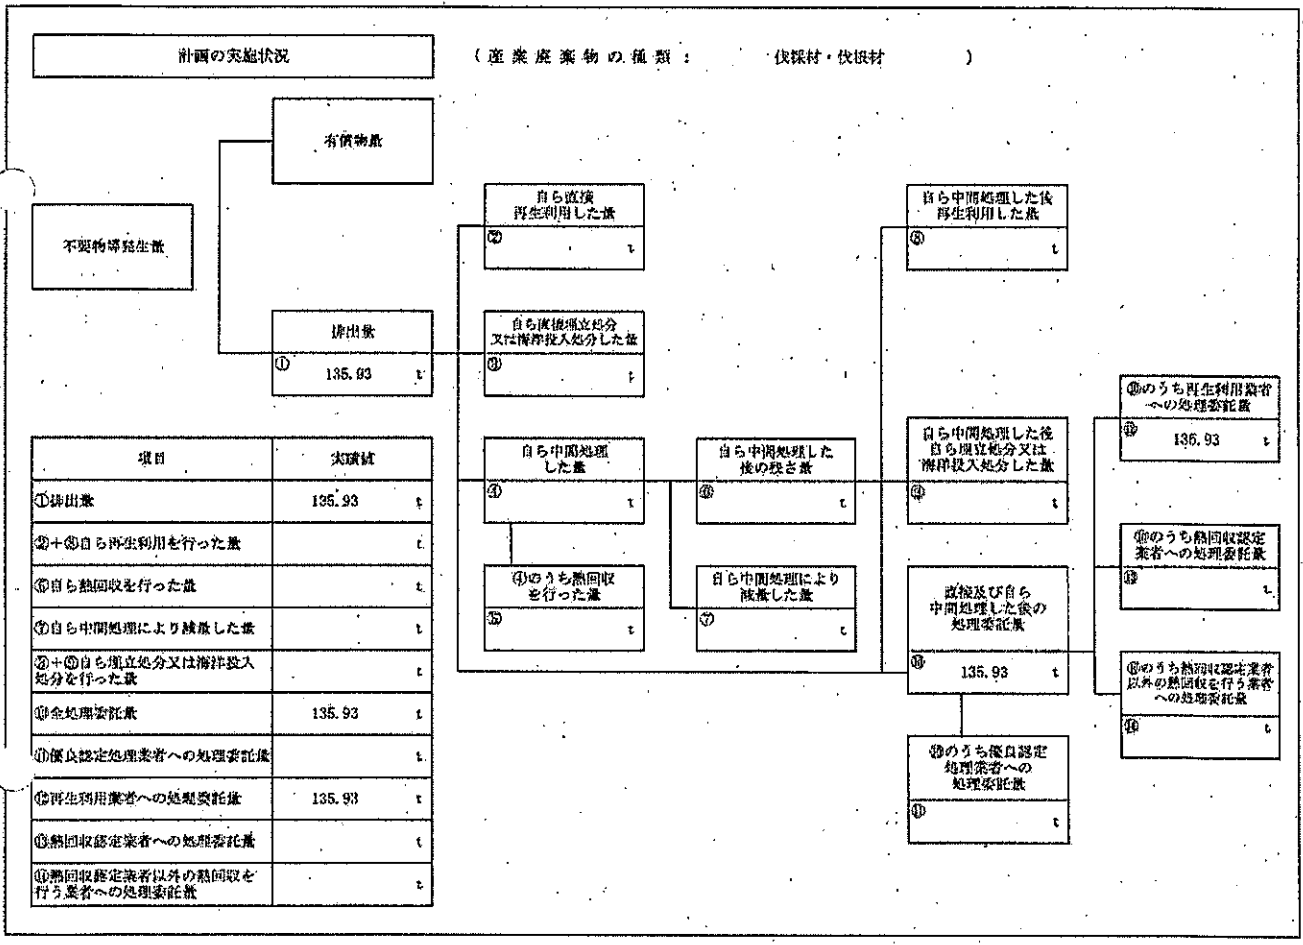 計画の実施状況
(産業廃棄物の種類: 伐採材・伐根材 )
有償物量
不要物等発生量
排出量
① 135.93 t
自ら直接
再生利用した量
② t
自ら直接埋立処分
又は海洋投入処分した量
③ t
自ら中間処理
した量
④ t
④のうち熱回収
を行った量
⑤ t
自ら中間処理した
後の残さ量
⑥ t
自ら中間処理により
減量した量
⑦ t
自ら中間処理した後
再生利用した量
⑧ t
自ら中間処理した後
自ら埋立処分又は
海洋投入処分した量
⑨ t
直接及び自ら
中間処理した後の
処理委託量
⑩ 135.93 t
⑩のうち優良認定
処理業者への
処理委託量
⑪ t
⑩のうち再生利用業者
への処理委託量
⑫ 135.93 t
⑩のうち熱回収認定
業者への処理委託量
⑬ t
⑩のうち熱回収認定業者
以外の熱回収を行う業者
への処理委託量
⑭ t
項目 実績値
①排出量 135.93 t
②+⑧自ら再生利用を行った量 t
⑤自ら熱回収を行った量 t
⑦自ら中間処理により減量した量 t
③+⑨自ら埋立処分又は海洋投入
処分を行った量 t
⑩全処理委託量 135.93 t
⑪優良認定処理業者への処理委託量 t
⑫再生利用業者への処理委託量 135.93 t
⑬熱回収認定業者への処理委託量 t
⑭熱回収認定業者以外の熱回収を
行う業者への処理委託量 t